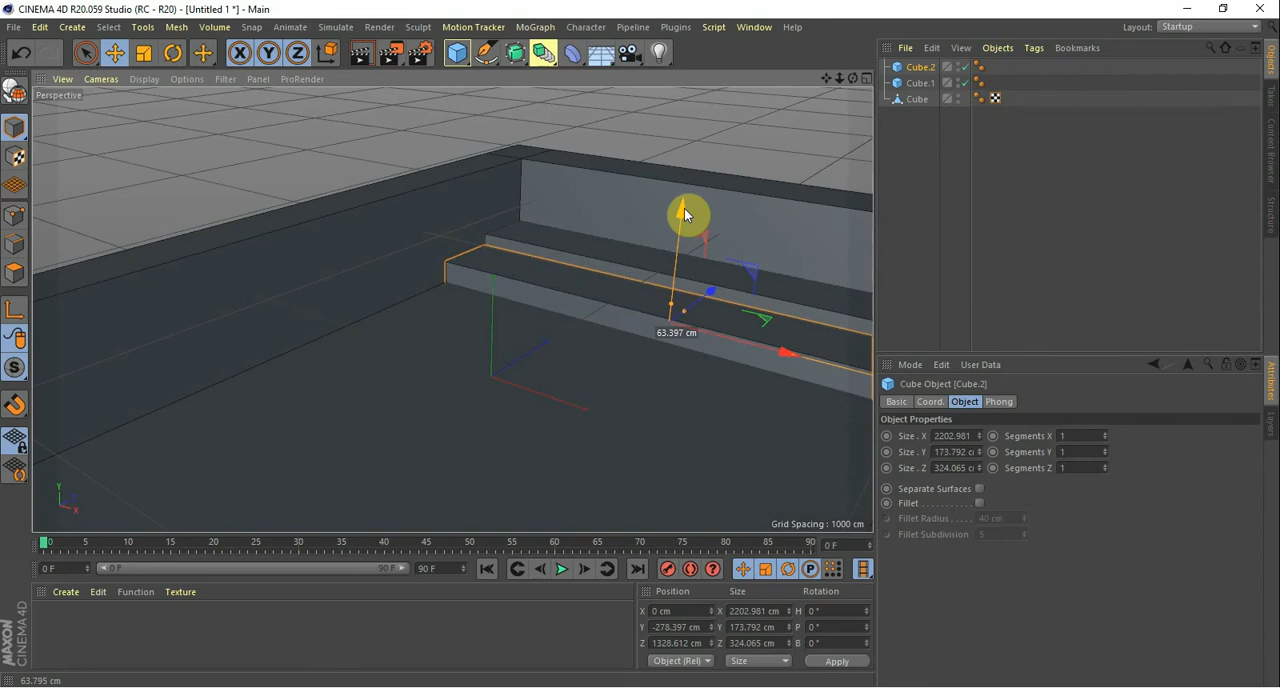 CINEMA 4D R20.059 Studio (RC - R20) - [Untitled 1 *] - Main
File Edit Create Select Tools Mesh Volume Snap Animate Simulate Render Sculpt Motion Tracker MoGraph Character Pipeline Plugins Script Window Help Layout: Startup
File Edit View Objects Tags Bookmarks
View Cameras Display Options Filter Panel ProRender
Perspective
Cube.2
Cube.1
Cube
63.397 cm
Y
X
Grid Spacing : 1000 cm
Objects
Takes
Content Browser
Structure
Mode Edit User Data
Cube Object [Cube.2]
Basic Coord. Object Phong
Object Properties
Size . X 2202.981 Segments X 1
Size . Y 173.792 c Segments Y 1
Size . Z 324.065 c Segments Z 1
Separate Surfaces
Fillet . . . . . . . . . . . .
Fillet Radius . . . . . 40 cm
Fillet Subdivision . 5
Attributes
Layers
0 5 10 15 20 25 30 35 40 45 50 55 60 65 70 75 80 85 90 0 F
0 F 0 F 90 F 90 F
Create Edit Function Texture
Position Size Rotation
X 0 cm X 2202.981 cm H 0 °
Y -278.397 cm Y 173.792 cm P 0 °
Z 1328.612 cm Z 324.065 cm B 0 °
Object (Rel) Size Apply
MAXON CINEMA 4D
63.795 cm